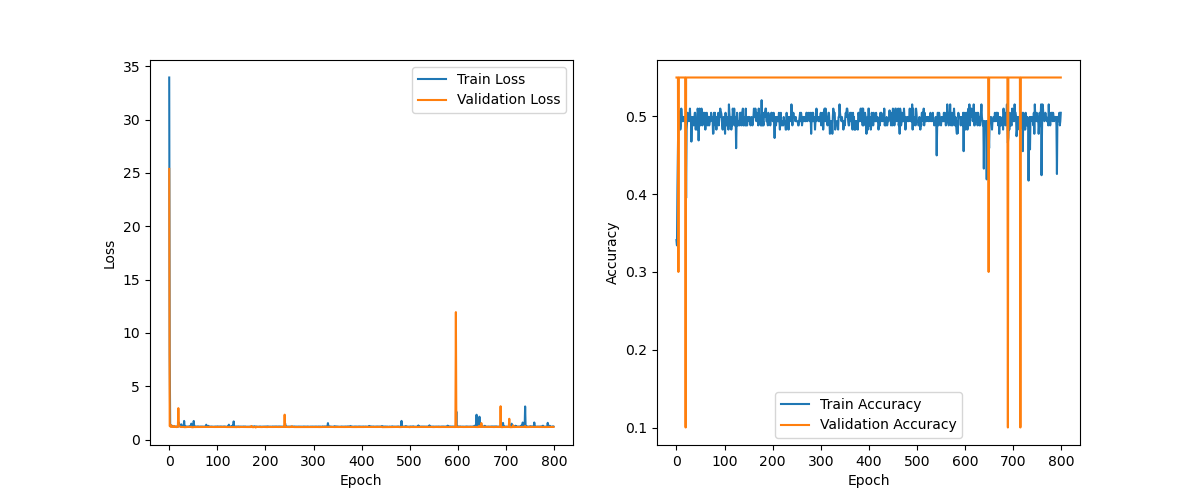 35
30
25
20
15
10
5
0
Loss
0 100 200 300 400 500 600 700 800
Epoch
Train Loss
Validation Loss
0.5
0.4
0.3
0.2
0.1
Accuracy
0 100 200 300 400 500 600 700 800
Epoch
Train Accuracy
Validation Accuracy